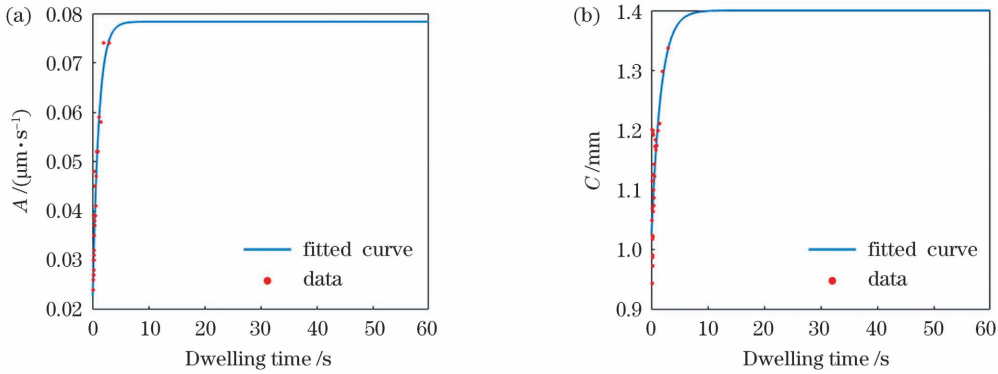 (a)
0.08
0.07
0.06
0.05
0.04
0.03
0.02
A /(μm·s⁻¹)
fitted curve
data
0 10 20 30 40 50 60
Dwelling time /s
(b)
1.4
1.3
1.2
1.1
1.0
0.9
C /mm
fitted curve
data
0 10 20 30 40 50 60
Dwelling time /s